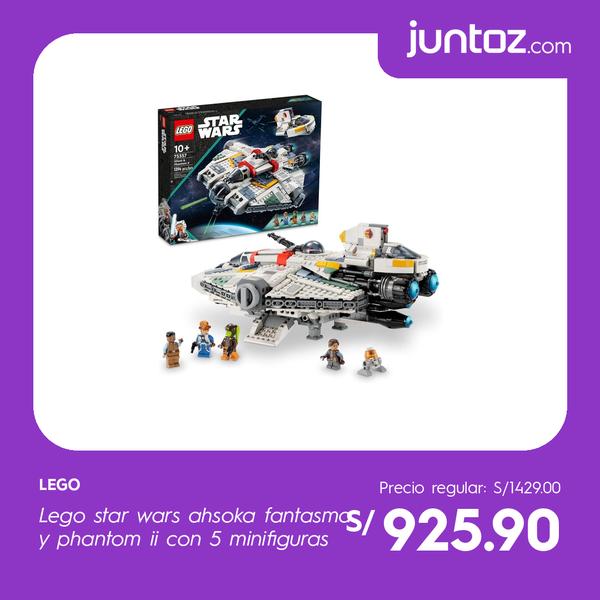 juntoz.com
LEGO
STAR
WARS
10+
75357
LEGO
Precio regular: S/1429.00
Lego star wars ahsoka fantasma
y phantom ii con 5 minifiguras
S/ 925.90